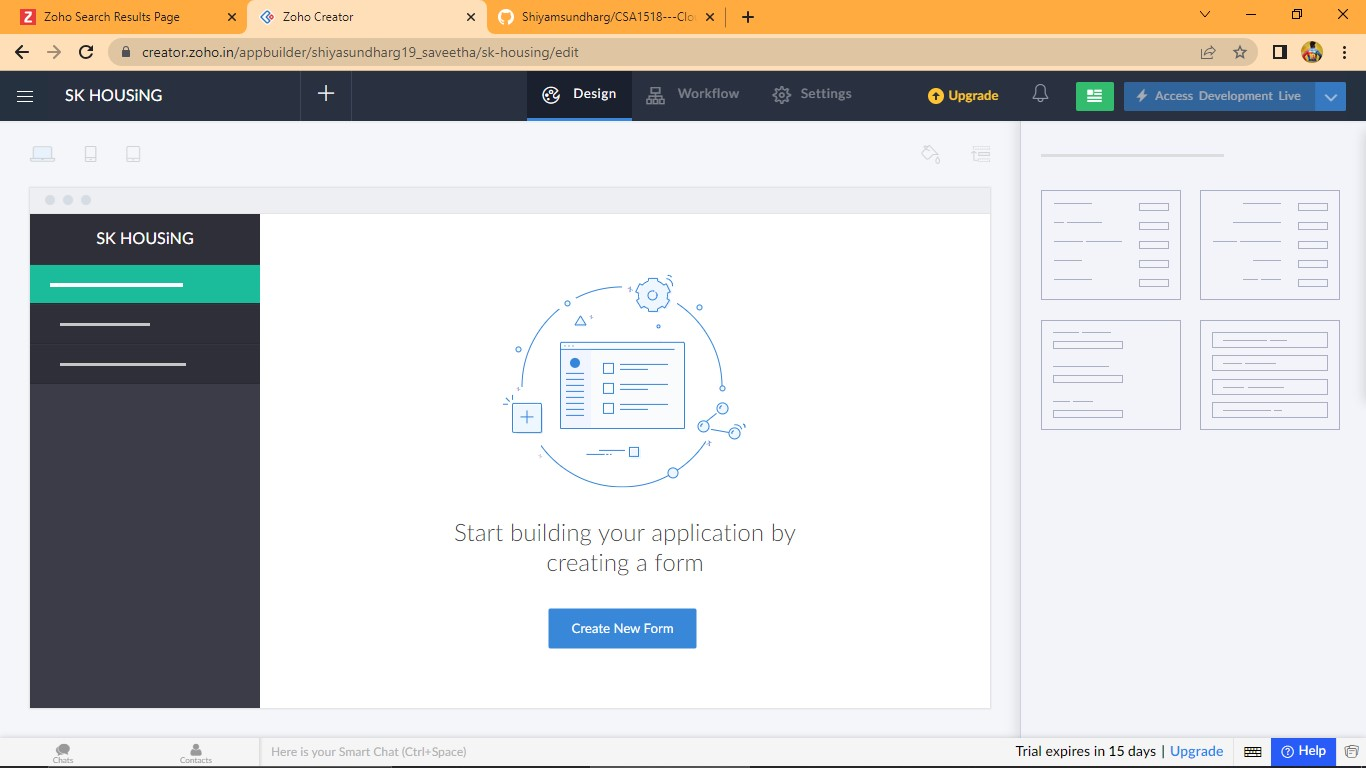 Zoho Search Results Page
Zoho Creator
Shiyamsundharg/CSA1518---Clo
creator.zoho.in/appbuilder/shiyasundharg19_saveetha/sk-housing/edit
SK HOUSiNG
Design
Workflow
Settings
Upgrade
Access Development Live
SK HOUSiNG
Start building your application by
creating a form
Create New Form
Chats
Contacts
Here is your Smart Chat (Ctrl+Space)
Trial expires in 15 days | Upgrade
Help